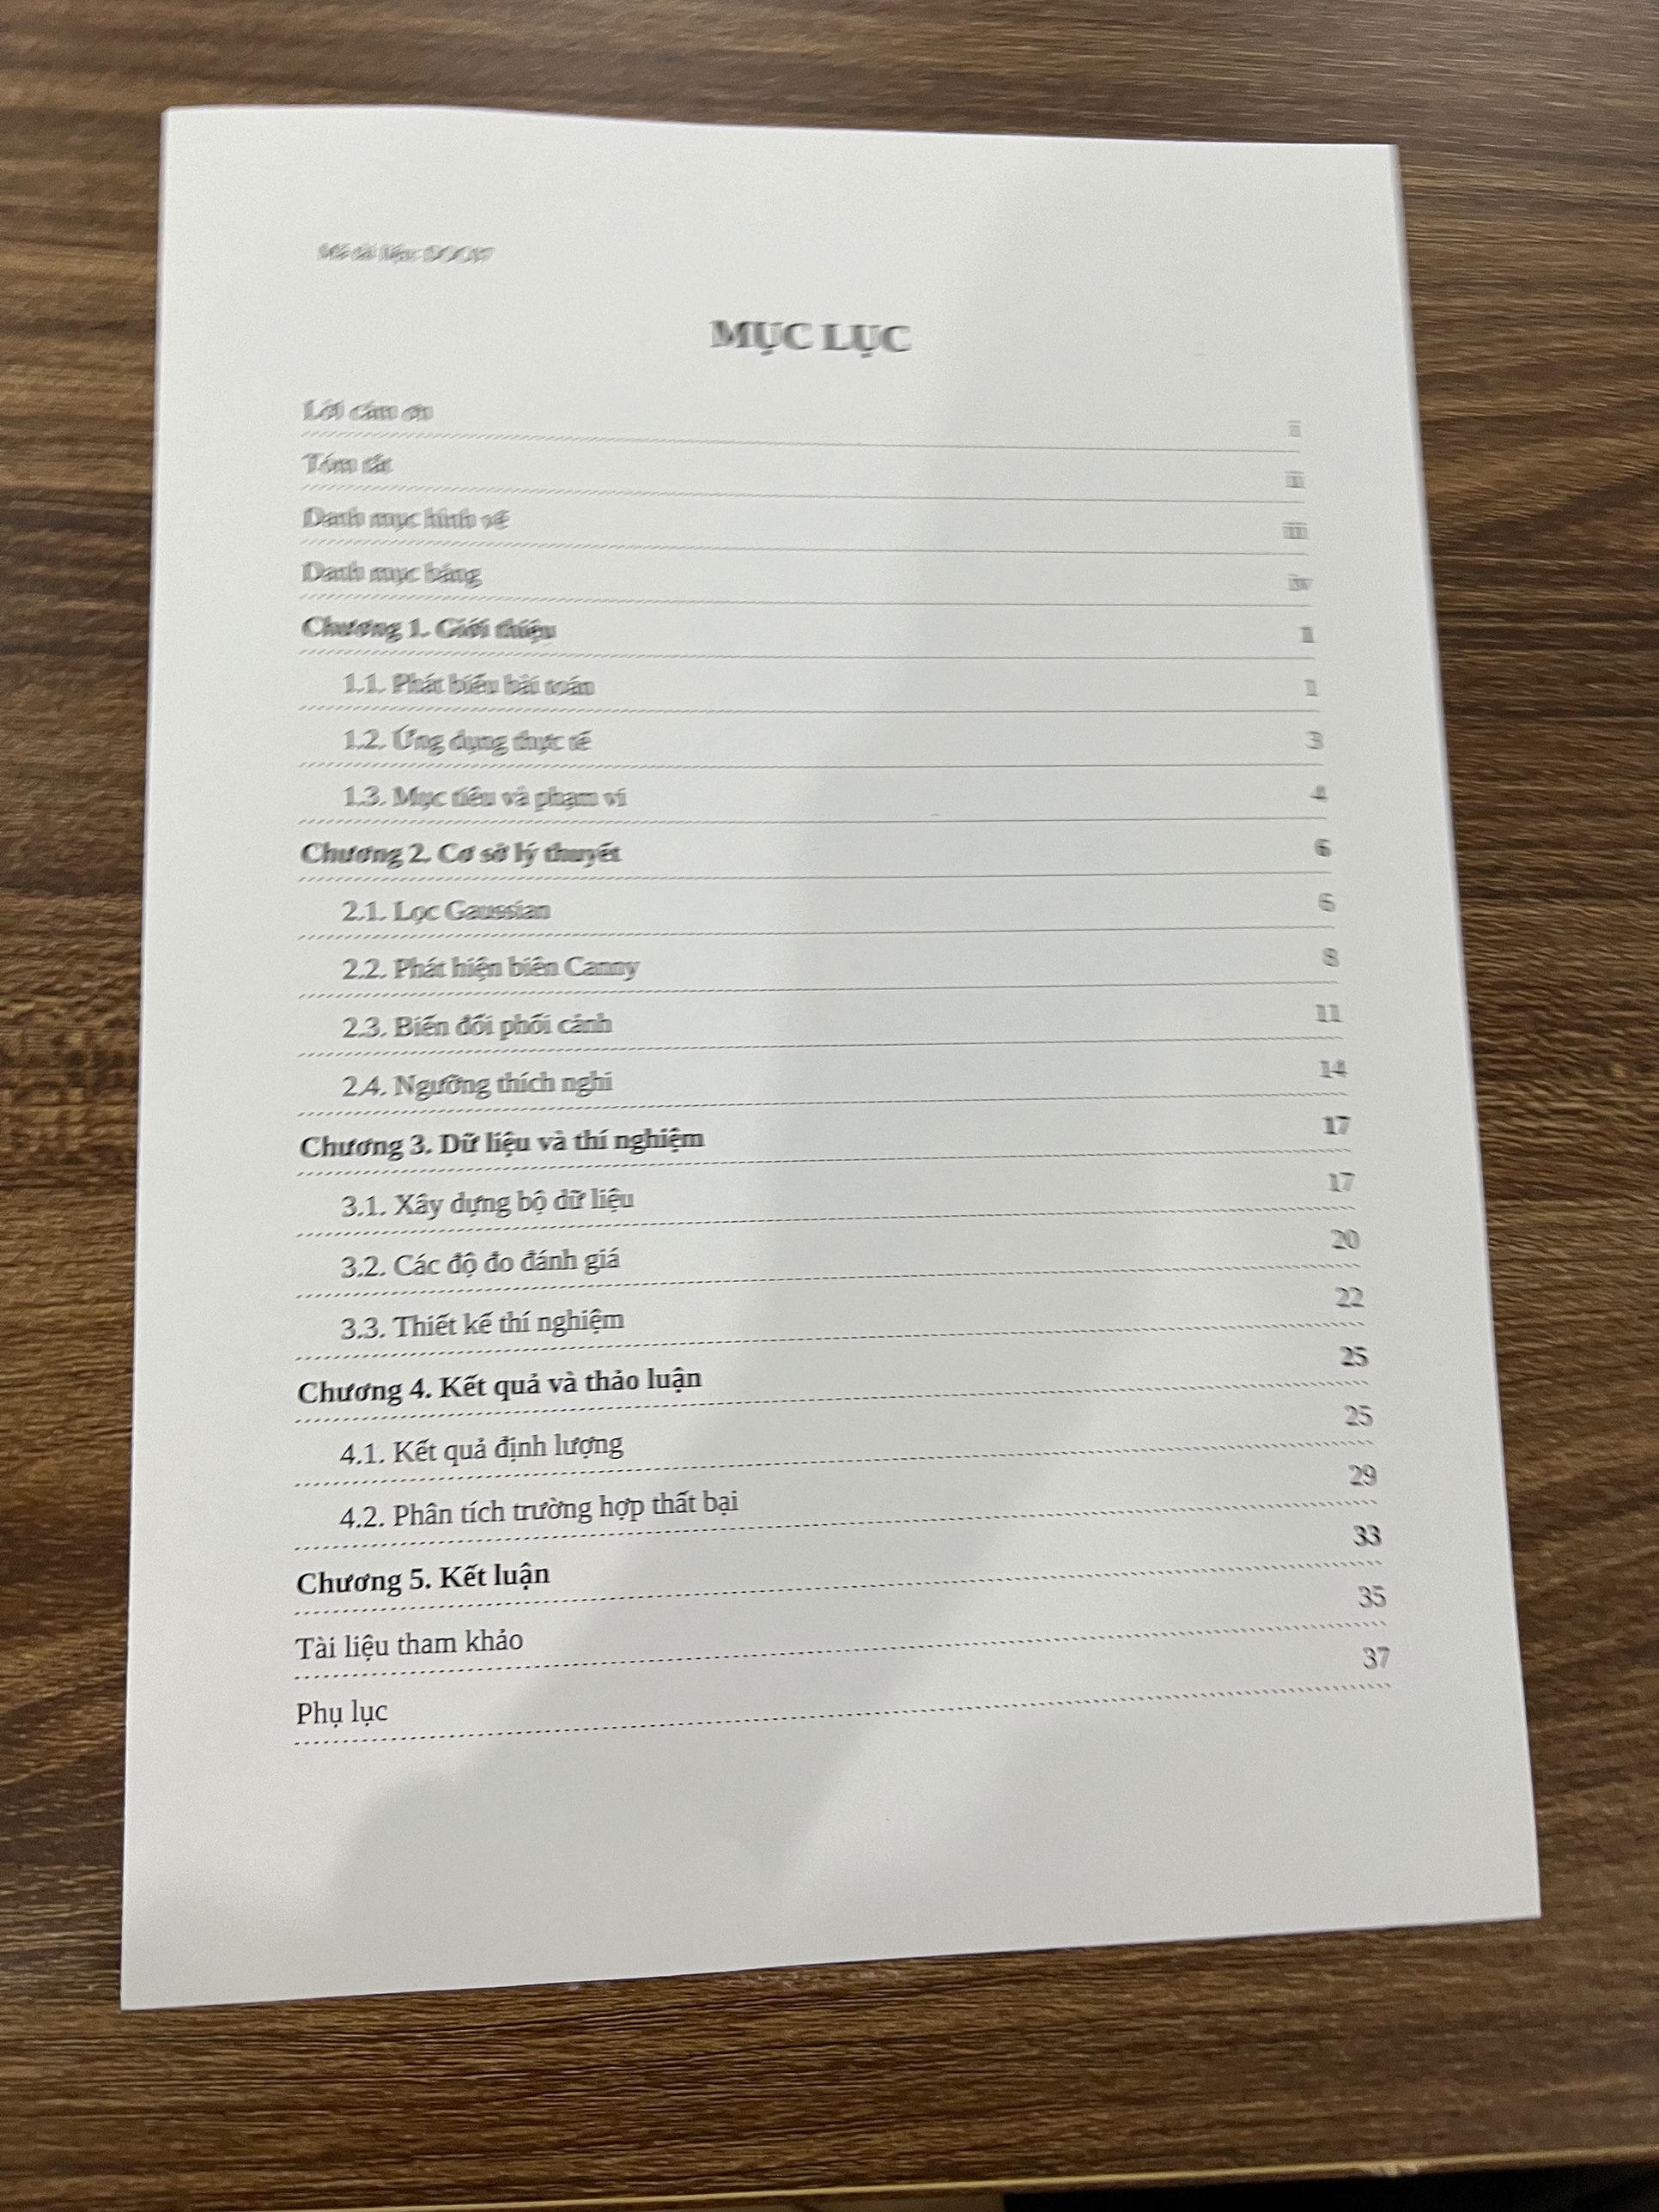 Mã tài liệu:
MỤC LỤC
Lời cảm ơn i
Tóm tắt ii
Danh mục hình vẽ iii
Danh mục bảng iv
Chương 1. Giới thiệu 1
1.1. Phát biểu bài toán 1
1.2. Ứng dụng thực tế 3
1.3. Mục tiêu và phạm vi 4
Chương 2. Cơ sở lý thuyết 6
2.1. Lọc Gaussian 6
2.2. Phát hiện biên Canny 8
2.3. Biến đổi phối cảnh 11
2.4. Ngưỡng thích nghi 14
Chương 3. Dữ liệu và thí nghiệm 17
3.1. Xây dựng bộ dữ liệu 17
3.2. Các độ đo đánh giá 20
3.3. Thiết kế thí nghiệm 22
Chương 4. Kết quả và thảo luận 25
4.1. Kết quả định lượng 25
4.2. Phân tích trường hợp thất bại 29
Chương 5. Kết luận 33
Tài liệu tham khảo 35
Phụ lục 37